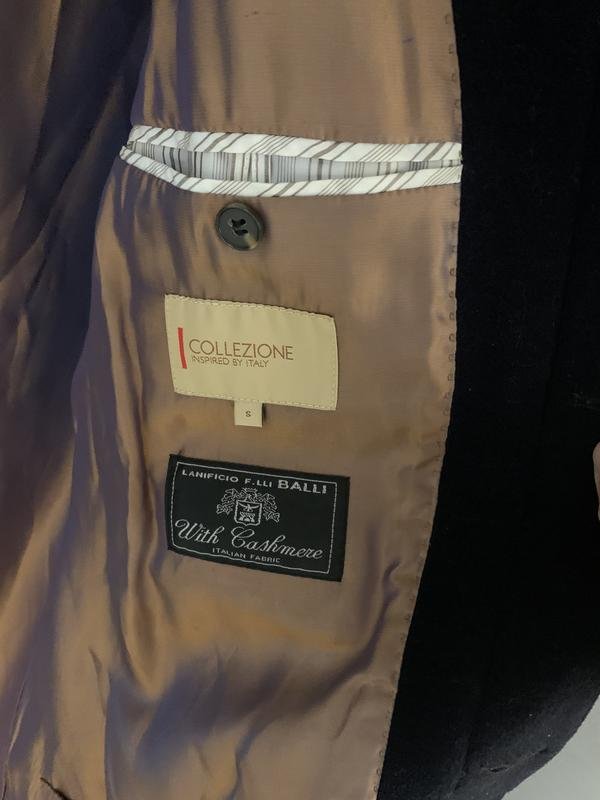 COLLEZIONE
INSPIRED BY ITALY
S
LANIFICIO F.LLI BALLI
With Cashmere
ITALIAN FABRIC